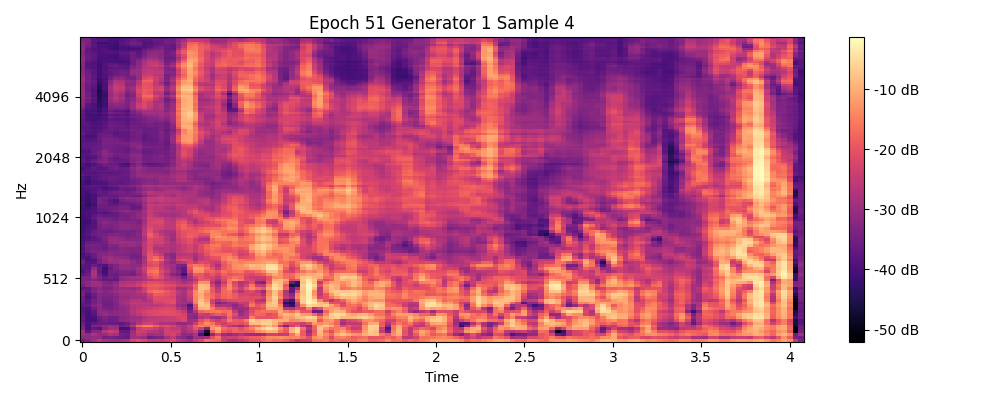 Epoch 51 Generator 1 Sample 4
Hz
4096
2048
1024
512
0
0 0.5 1 1.5 2 2.5 3 3.5 4
Time
-10 dB
-20 dB
-30 dB
-40 dB
-50 dB